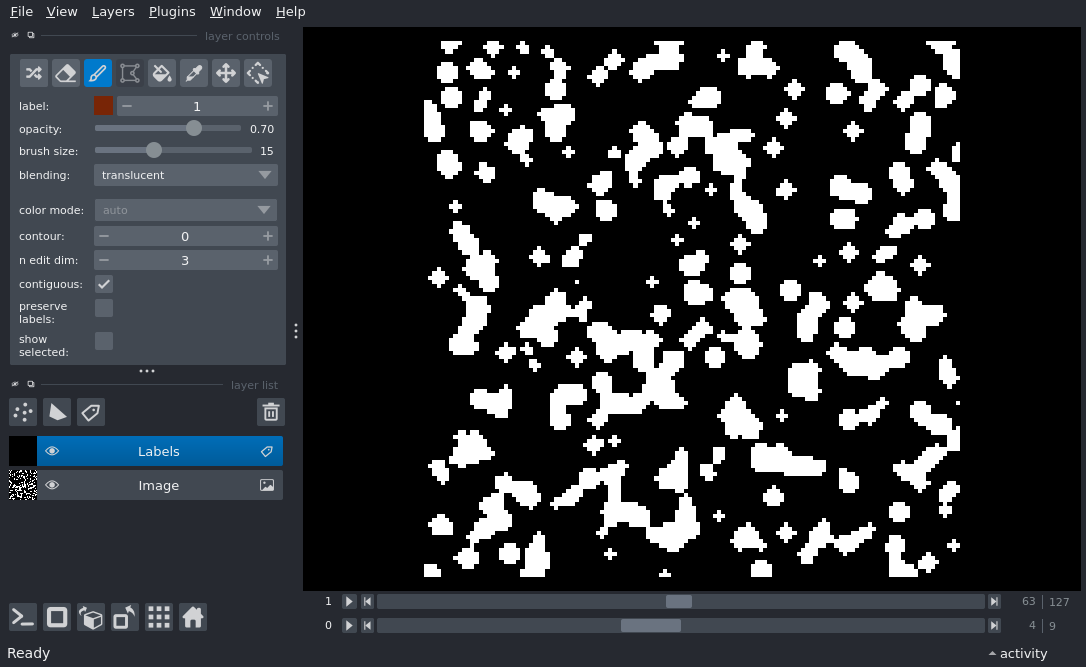 File View Layers Plugins Window Help
layer controls
label: 1
opacity: 0.70
brush size: 15
blending: translucent
color mode: auto
contour: 0
n edit dim: 3
contiguous:
preserve
labels:
show
selected:
layer list
Labels
Image
1 63 127
0 4 9
Ready activity